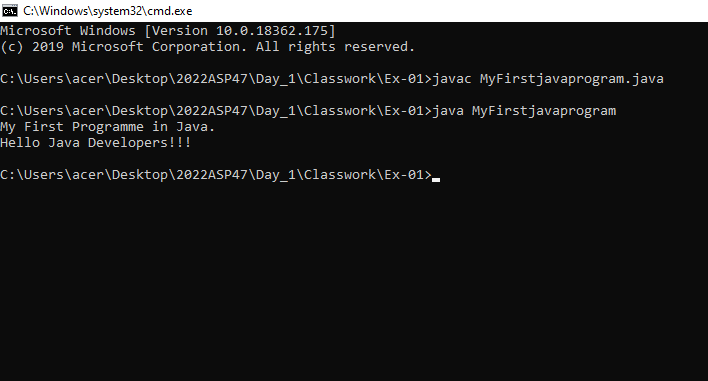 C:\Windows\system32\cmd.exe
Microsoft Windows [Version 10.0.18362.175]
(c) 2019 Microsoft Corporation. All rights reserved.
C:\Users\acer\Desktop\2022ASP47\Day_1\Classwork\Ex-01>javac MyFirstjavaprogram.java
C:\Users\acer\Desktop\2022ASP47\Day_1\Classwork\Ex-01>java MyFirstjavaprogram
My First Programme in Java.
Hello Java Developers!!!
C:\Users\acer\Desktop\2022ASP47\Day_1\Classwork\Ex-01>